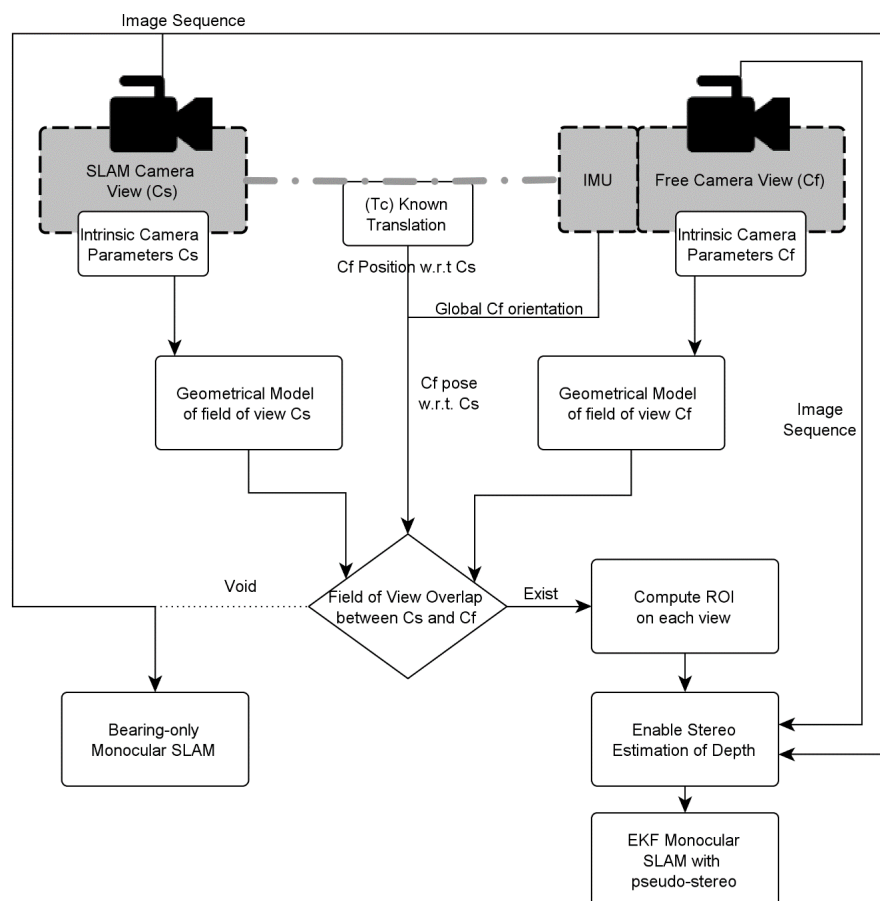 Image Sequence
SLAM Camera
View (Cs)
IMU
Free Camera View (Cf)
(Tc) Known
Translation
Intrinsic Camera
Parameters Cs
Intrinsic Camera
Parameters Cf
Cf Position w.r.t Cs
Global Cf orientation
Geometrical Model
of field of view Cs
Cf pose
w.r.t. Cs
Geometrical Model
of field of view Cf
Image
Sequence
Void
Field of View Overlap
between Cs and Cf
Exist
Compute ROI
on each view
Bearing-only
Monocular SLAM
Enable Stereo
Estimation of Depth
EKF Monocular
SLAM with
pseudo-stereo